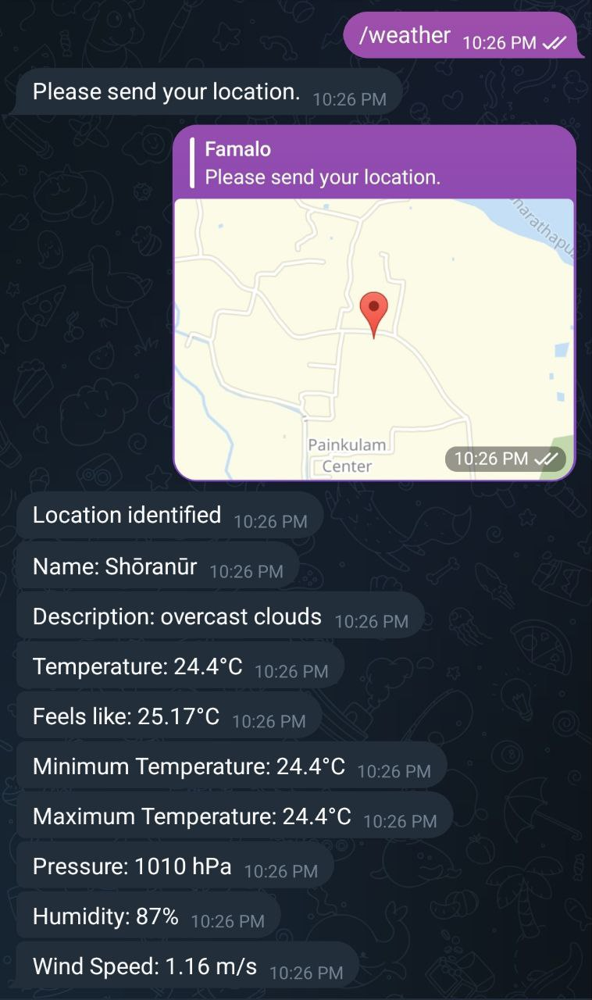 /weather 10:26 PM
Please send your location. 10:26 PM
Famalo
Please send your location.
Painkulam
Center
10:26 PM
Location identified 10:26 PM
Name: Shōranūr 10:26 PM
Description: overcast clouds 10:26 PM
Temperature: 24.4°C 10:26 PM
Feels like: 25.17°C 10:26 PM
Minimum Temperature: 24.4°C 10:26 PM
Maximum Temperature: 24.4°C 10:26 PM
Pressure: 1010 hPa 10:26 PM
Humidity: 87% 10:26 PM
Wind Speed: 1.16 m/s 10:26 PM